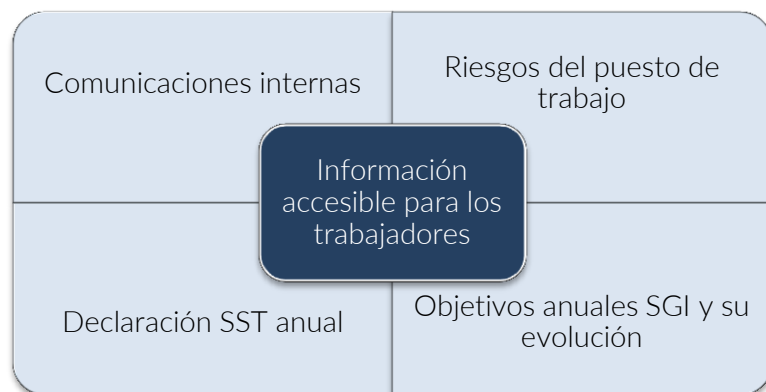 Comunicaciones internas
Riesgos del puesto de
trabajo
Información
accesible para los
trabajadores
Declaración SST anual
Objetivos anuales SGI y su
evolución